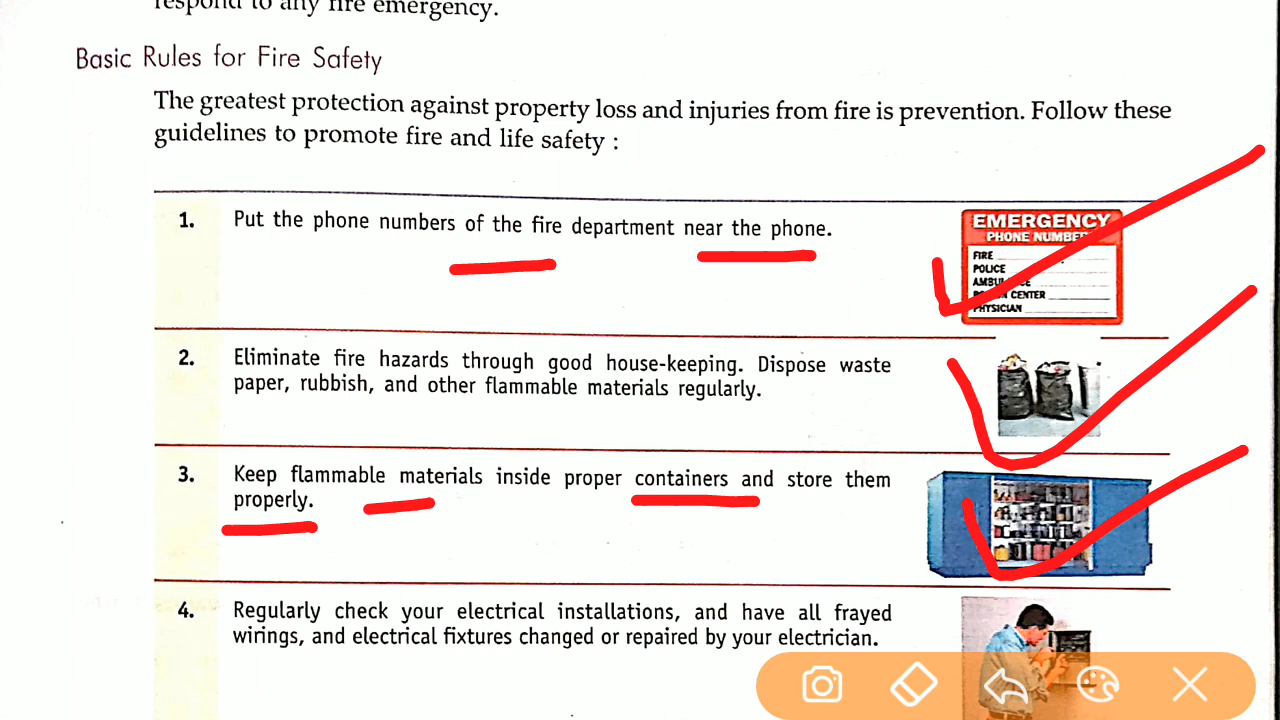 respond to any fire emergency.
Basic Rules for Fire Safety
The greatest protection against property loss and injuries from fire is prevention. Follow these
guidelines to promote fire and life safety :
1. Put the phone numbers of the fire department near the phone.
EMERGENCY
PHONE NUMBE
FIRE
POLICE
CENTER
PHYSICIAN
2. Eliminate fire hazards through good house-keeping. Dispose waste
paper, rubbish, and other flammable materials regularly.
3. Keep flammable materials inside proper containers and store them
properly.
4. Regularly check your electrical installations, and have all frayed
wirings, and electrical fixtures changed or repaired by your electrician.